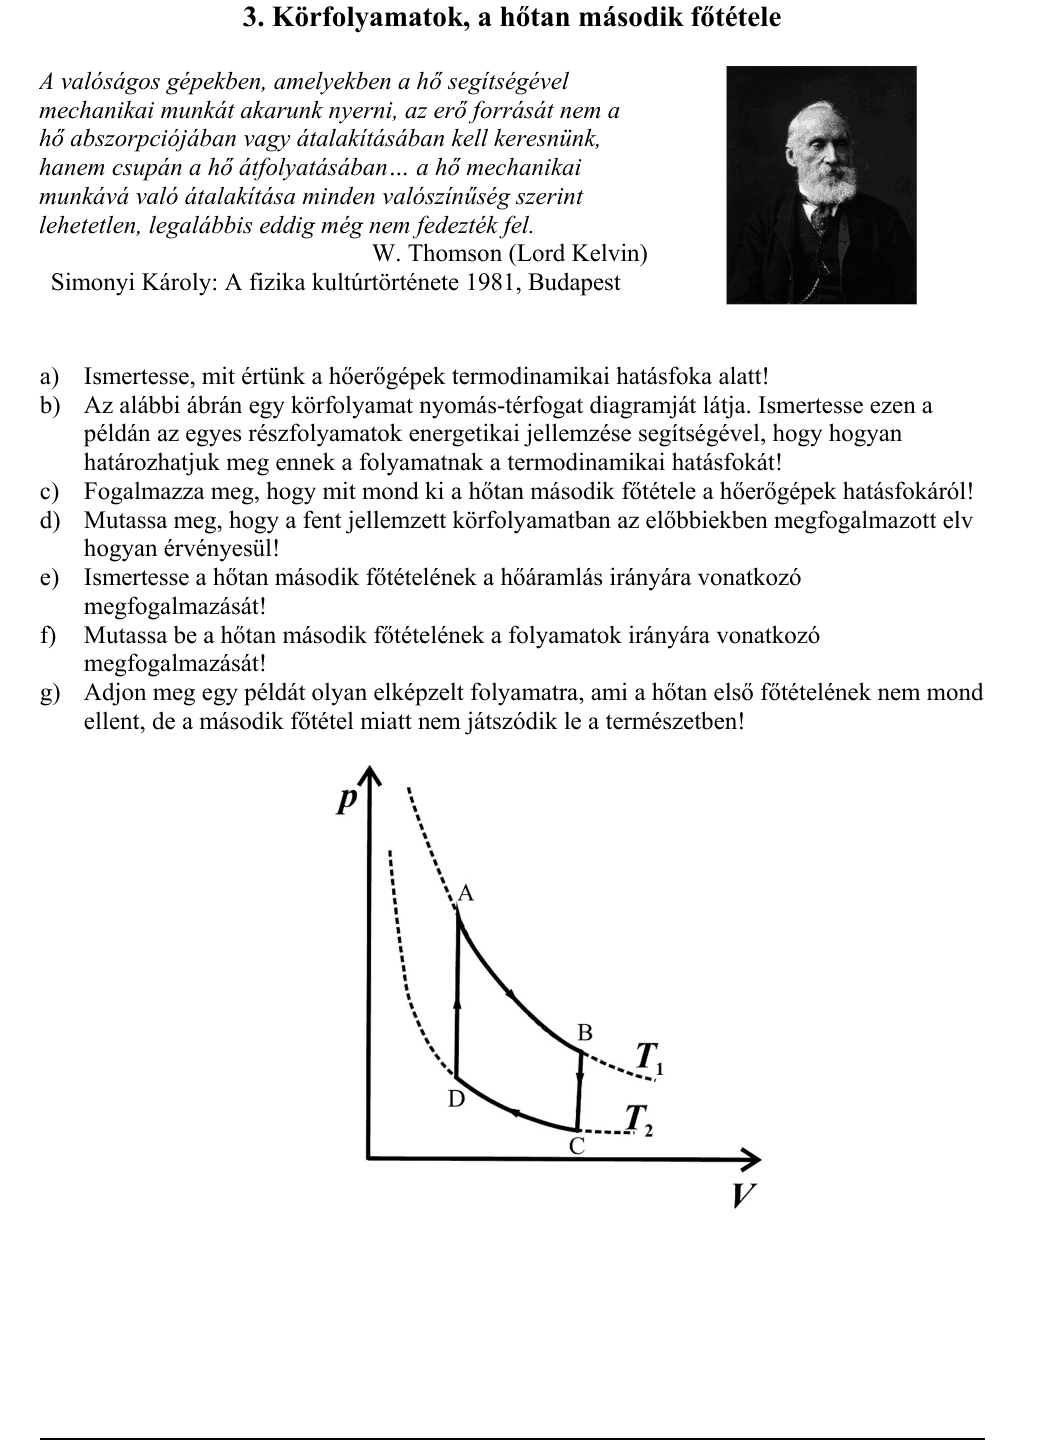 3. Körfolyamatok, a hőtan második főtétele
A valóságos gépekben, amelyekben a hő segítségével
mechanikai munkát akarunk nyerni, az erő forrását nem a
hő abszorpciójában vagy átalakításában kell keresnünk,
hanem csupán a hő átfolyatásában… a hő mechanikai
munkává való átalakítása minden valószínűség szerint
lehetetlen, legalábbis eddig még nem fedezték fel.
W. Thomson (Lord Kelvin)
Simonyi Károly: A fizika kultúrtörténete 1981, Budapest
a) Ismertesse, mit értünk a hőerőgépek termodinamikai hatásfoka alatt!
b) Az alábbi ábrán egy körfolyamat nyomás-térfogat diagramját látja. Ismertesse ezen a
példán az egyes részfolyamatok energetikai jellemzése segítségével, hogy hogyan
határozhatjuk meg ennek a folyamatnak a termodinamikai hatásfokát!
c) Fogalmazza meg, hogy mit mond ki a hőtan második főtétele a hőerőgépek hatásfokáról!
d) Mutassa meg, hogy a fent jellemzett körfolyamatban az előbbiekben megfogalmazott elv
hogyan érvényesül!
e) Ismertesse a hőtan második főtételének a hőáramlás irányára vonatkozó
megfogalmazását!
f) Mutassa be a hőtan második főtételének a folyamatok irányára vonatkozó
megfogalmazását!
g) Adjon meg egy példát olyan elképzelt folyamatra, ami a hőtan első főtételének nem mond
ellent, de a második főtétel miatt nem játszódik le a természetben!
p
A
B
T₁
D
T₂
C
V